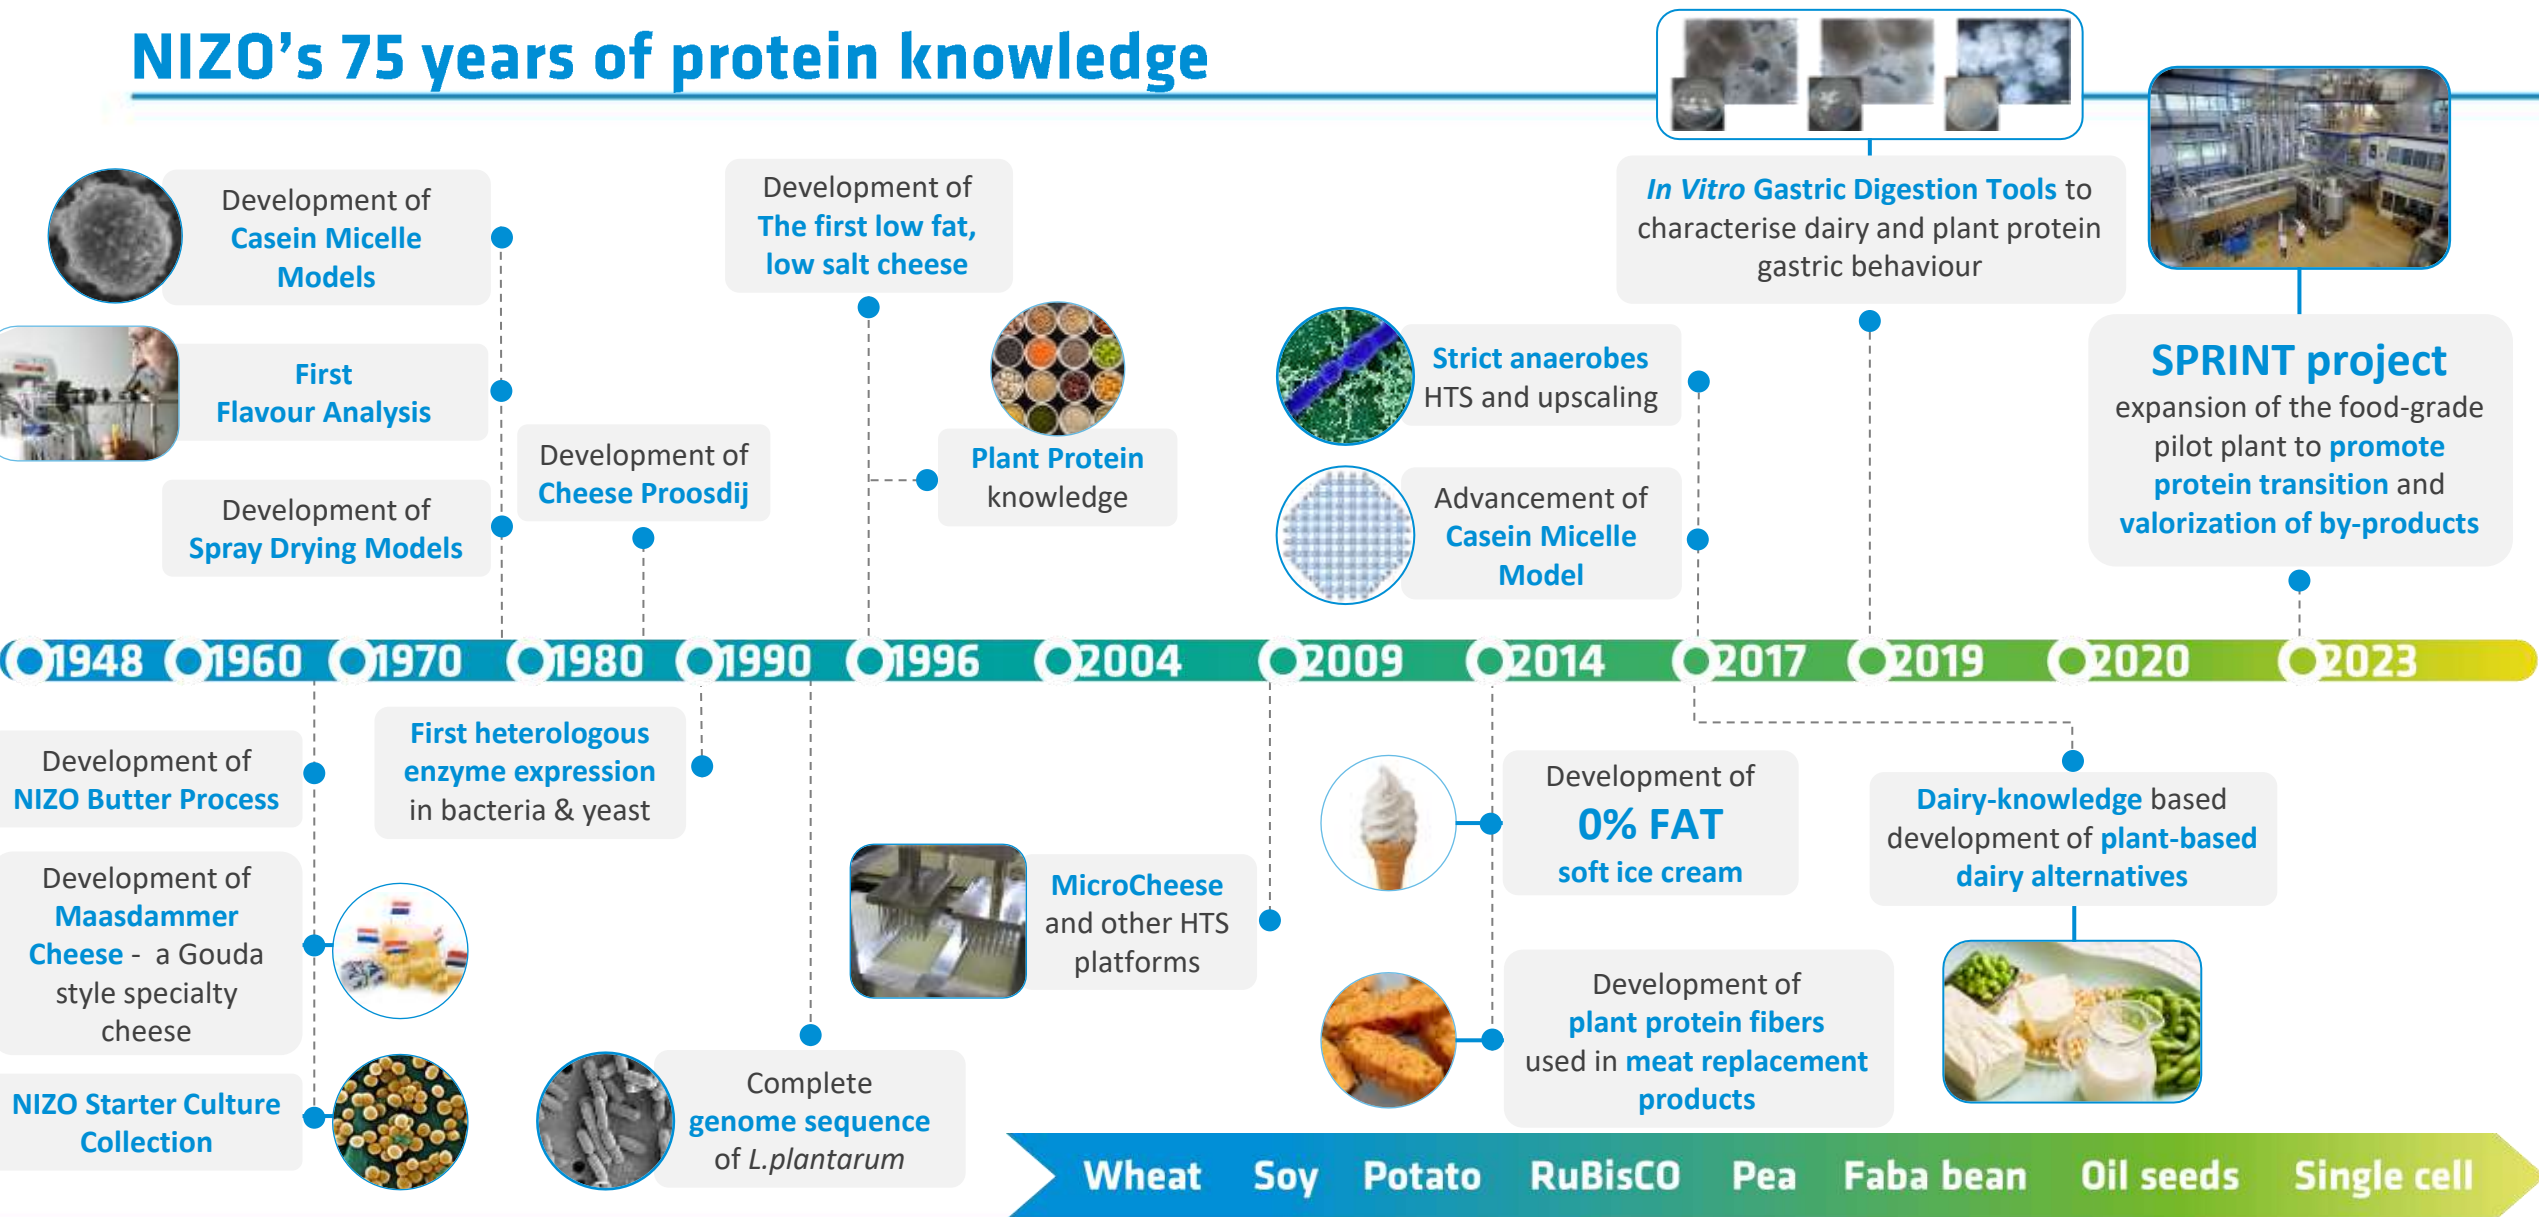 NIZO's 75 years of protein knowledge
Development of
Casein Micelle
Models
First
Flavour Analysis
Development of
Spray Drying Models
Development of
Cheese Proosdij
Development of
The first low fat,
low salt cheese
Plant Protein
knowledge
Strict anaerobes
HTS and upscaling
Advancement of
Casein Micelle
Model
In Vitro Gastric Digestion Tools to
characterise dairy and plant protein
gastric behaviour
SPRINT project
expansion of the food-grade
pilot plant to promote
protein transition and
valorization of by-products
1948 1960 1970 1980 1990 1996 2004 2009 2014 2017 2019 2020 2023
Development of
NIZO Butter Process
Development of
Maasdammer
Cheese - a Gouda
style specialty
cheese
NIZO Starter Culture
Collection
First heterologous
enzyme expression
in bacteria & yeast
Complete
genome sequence
of L.plantarum
MicroCheese
and other HTS
platforms
Development of
0% FAT
soft ice cream
Development of
plant protein fibers
used in meat replacement
products
Dairy-knowledge based
development of plant-based
dairy alternatives
Wheat Soy Potato RuBisCO Pea Faba bean Oil seeds Single cell